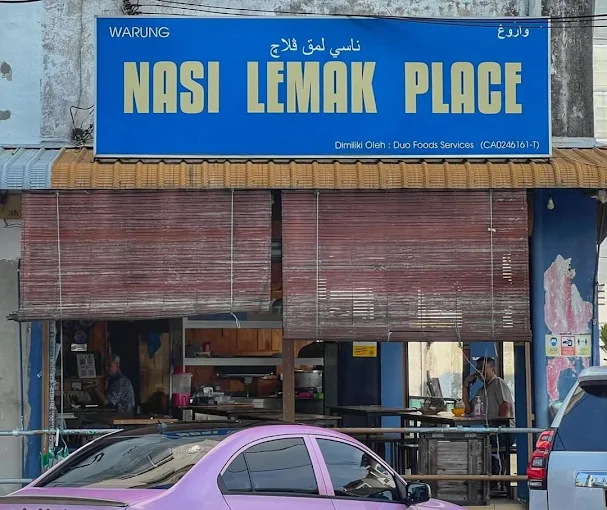 WARUNG
واروڠ
ناسي لمق ڤلاچ
NASI LEMAK PLACE
Dimiliki Oleh : Duo Foods Services (CA0246161-T)